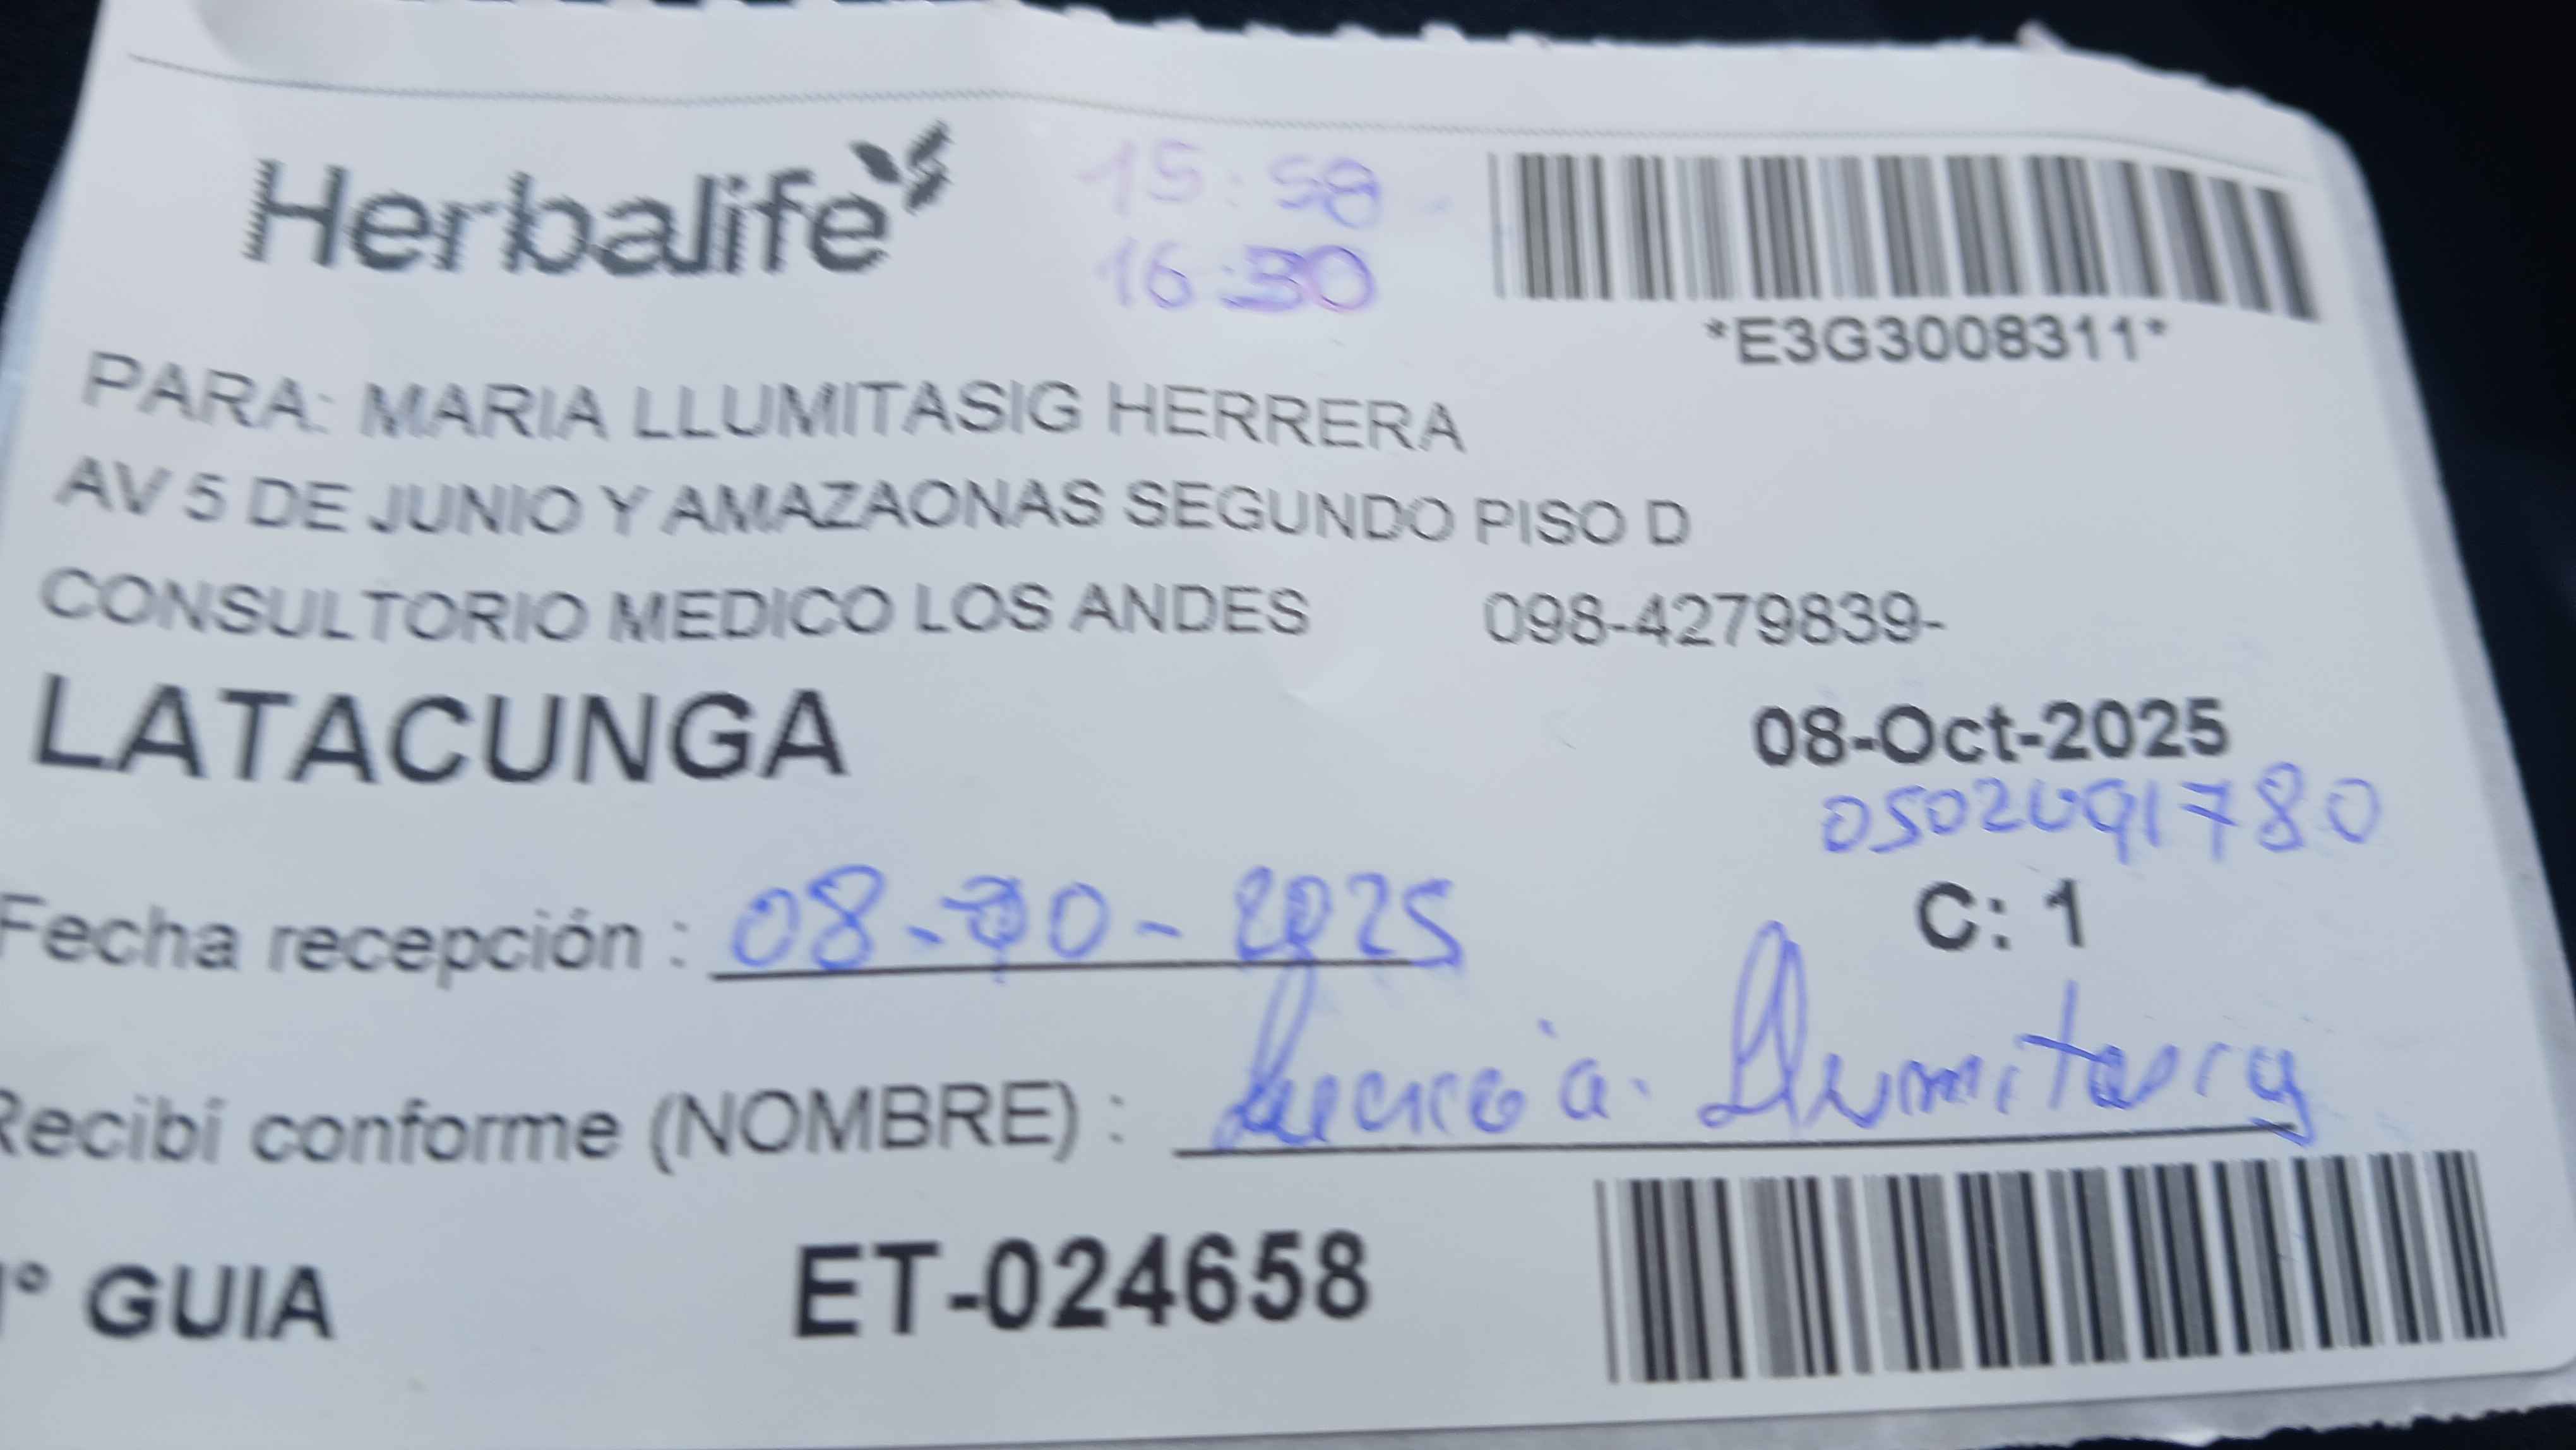 Herbalife
15:58
16:30
*E3G3008311*
PARA: MARIA LLUMITASIG HERRERA
AV 5 DE JUNIO Y AMAZAONAS SEGUNDO PISO D
CONSULTORIO MEDICO LOS ANDES 098-4279839-
LATACUNGA
08-Oct-2025
Fecha recepción : 08-10-2025
C: 1
Recibí conforme (NOMBRE) : Llumitasig
° GUIA ET-024658